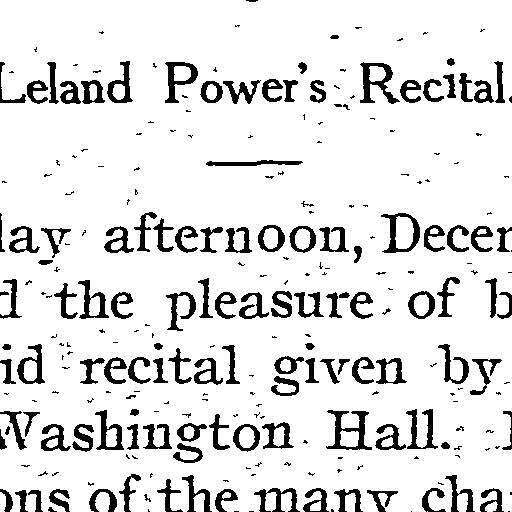 Leland Power's Recital.
day afternoon, Decem
d the pleasure of b
id recital given by
Washington Hall.
ons of the many cha